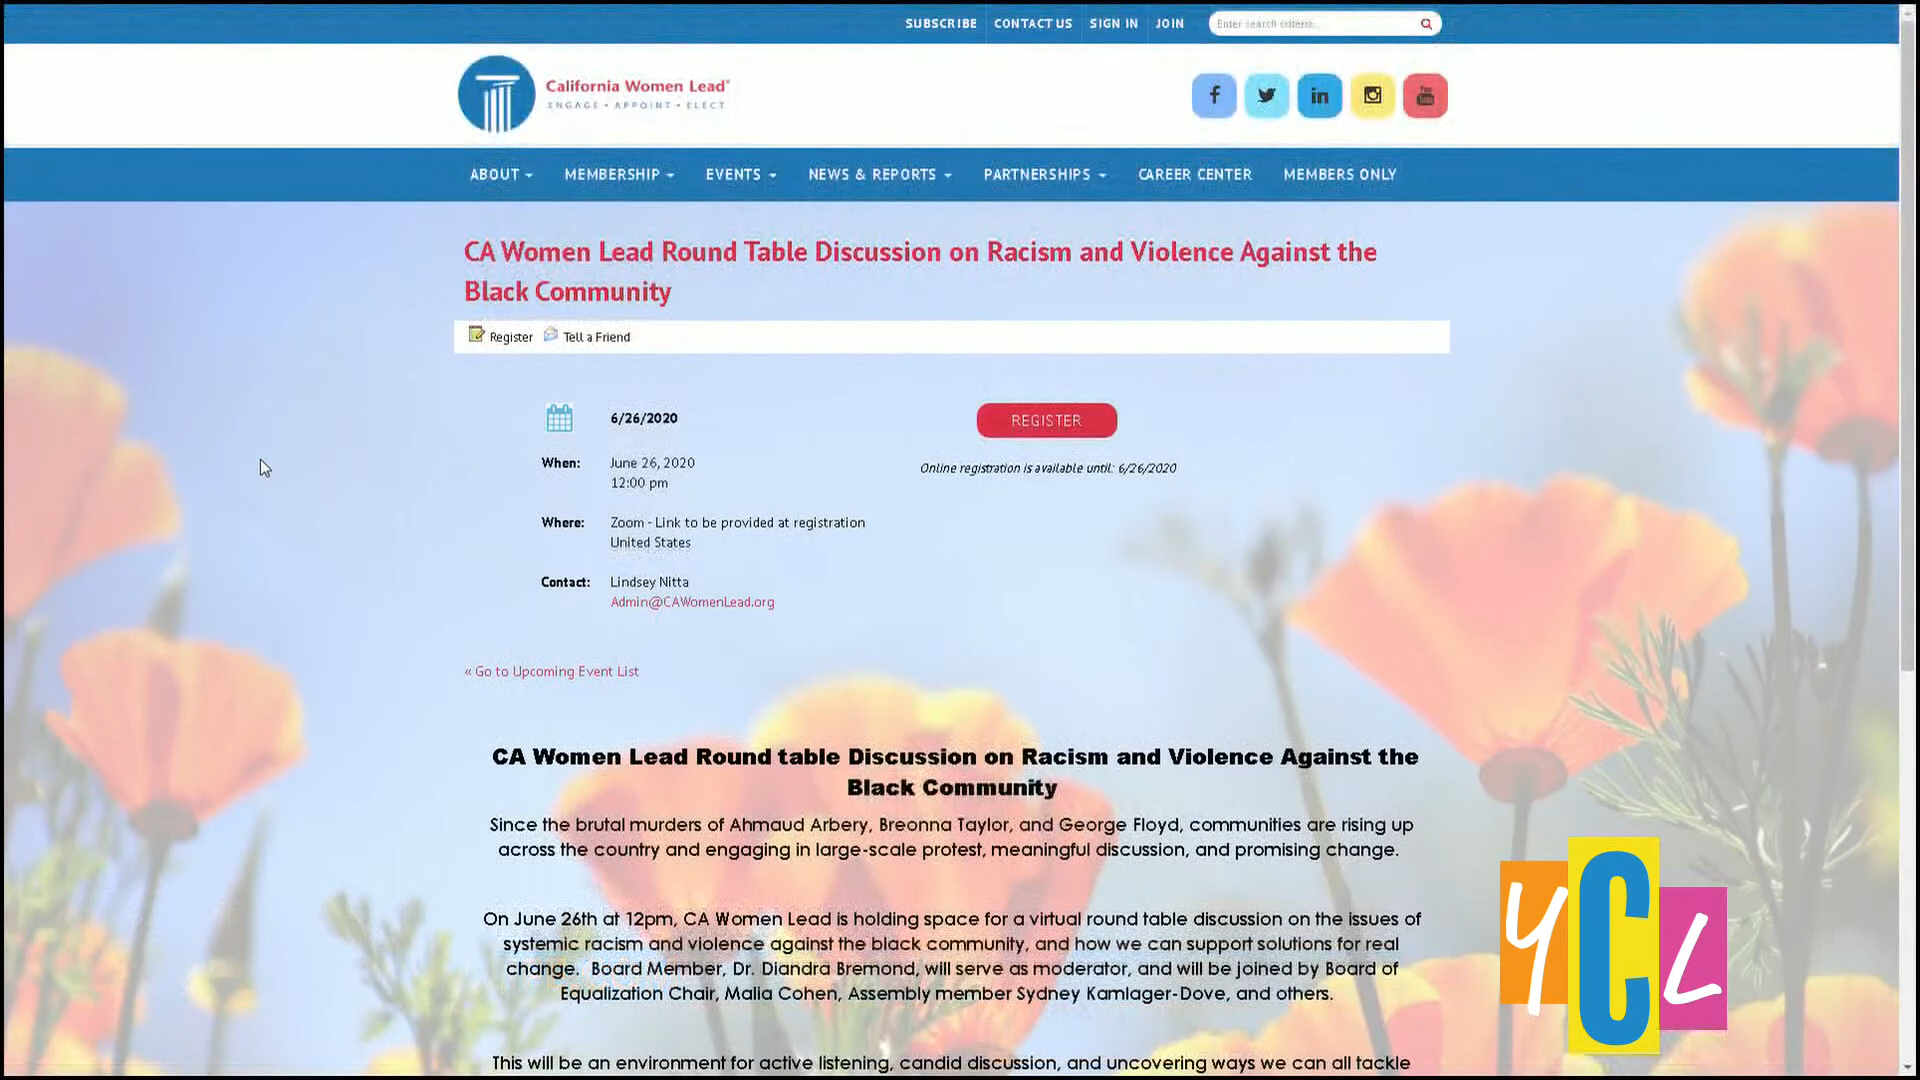 SUBSCRIBE CONTACT US SIGN IN JOIN Enter search criteria...
California Women Lead®
ENGAGE • APPOINT • ELECT
ABOUT MEMBERSHIP EVENTS NEWS & REPORTS PARTNERSHIPS CAREER CENTER MEMBERS ONLY
CA Women Lead Round Table Discussion on Racism and Violence Against the
Black Community
Register Tell a Friend
6/26/2020
REGISTER
When: June 26, 2020
12:00 pm
Online registration is available until: 6/26/2020
Where: Zoom - Link to be provided at registration
United States
Contact: Lindsey Nitta
Admin@CAWomenLead.org
« Go to Upcoming Event List
CA Women Lead Round table Discussion on Racism and Violence Against the
Black Community
Since the brutal murders of Ahmaud Arbery, Breonna Taylor, and George Floyd, communities are rising up
across the country and engaging in large-scale protest, meaningful discussion, and promising change.
On June 26th at 12pm, CA Women Lead is holding space for a virtual round table discussion on the issues of
systemic racism and violence against the black community, and how we can support solutions for real
change. Board Member, Dr. Diandra Bremond, will serve as moderator, and will be joined by Board of
Equalization Chair, Malia Cohen, Assembly member Sydney Kamlager-Dove, and others.
This will be an environment for active listening, candid discussion, and uncovering ways we can all tackle
YCL